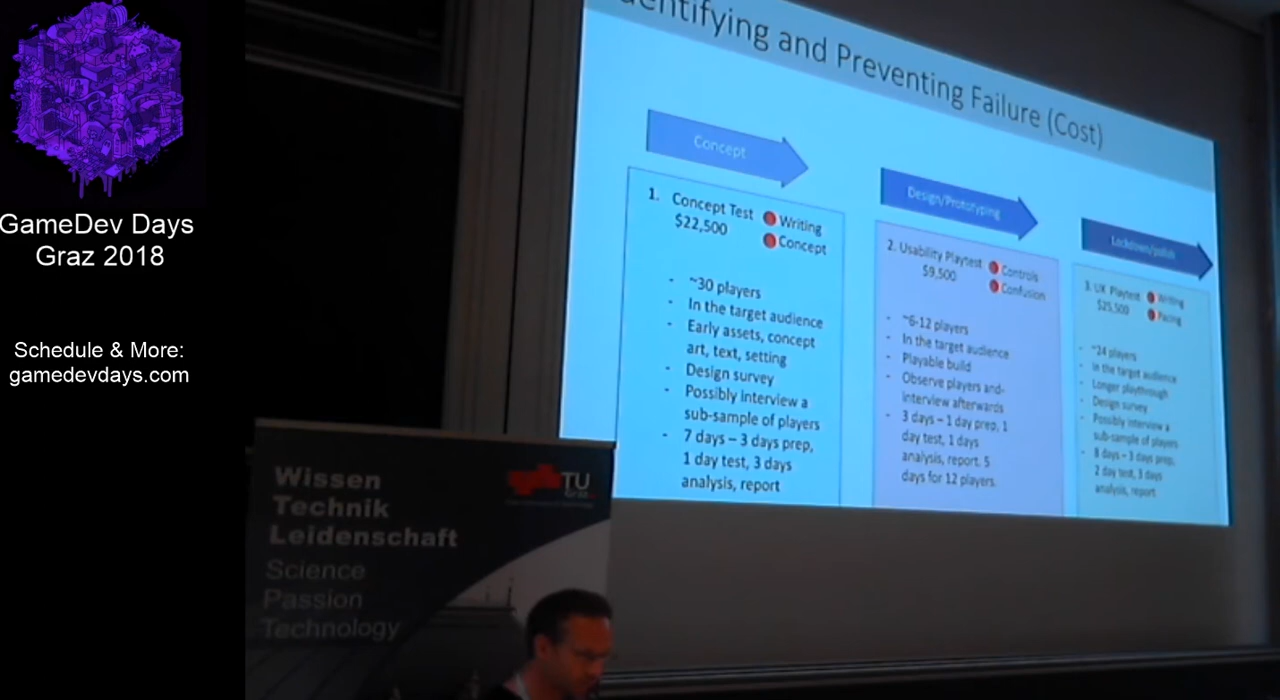 GameDev Days
Graz 2018
Schedule & More:
gamedevdays.com
Wissen
Technik
Leidenschaft
Science
Passion
Technology
TU
Graz
entifying and Preventing Failure (Cost)
Concept
1. Concept Test
$22,500
Writing
Concept
- ~30 players
- In the target audience
- Early assets, concept
art, text, setting
- Design survey
- Possibly interview a
sub-sample of players
- 7 days – 3 days prep,
1 day test, 3 days
analysis, report
Design/Prototyping
2. Usability Playtest
$9,500
Controls
Confusion
- ~6-12 players
- In the target audience
- Playable build
- Observe players and-
interview afterwards
- 3 days – 1 day prep, 1
day test, 1 days
analysis, report. 5
days for 12 players.
Lockdown/polish
3. UX Playtest
$25,500
Writing
Pacing
- ~24 players
- In the target audience
- Longer playthrough
- Design survey
- Possibly interview a
sub-sample of players
- 8 days – 3 days prep,
2 day test, 3 days
analysis, report